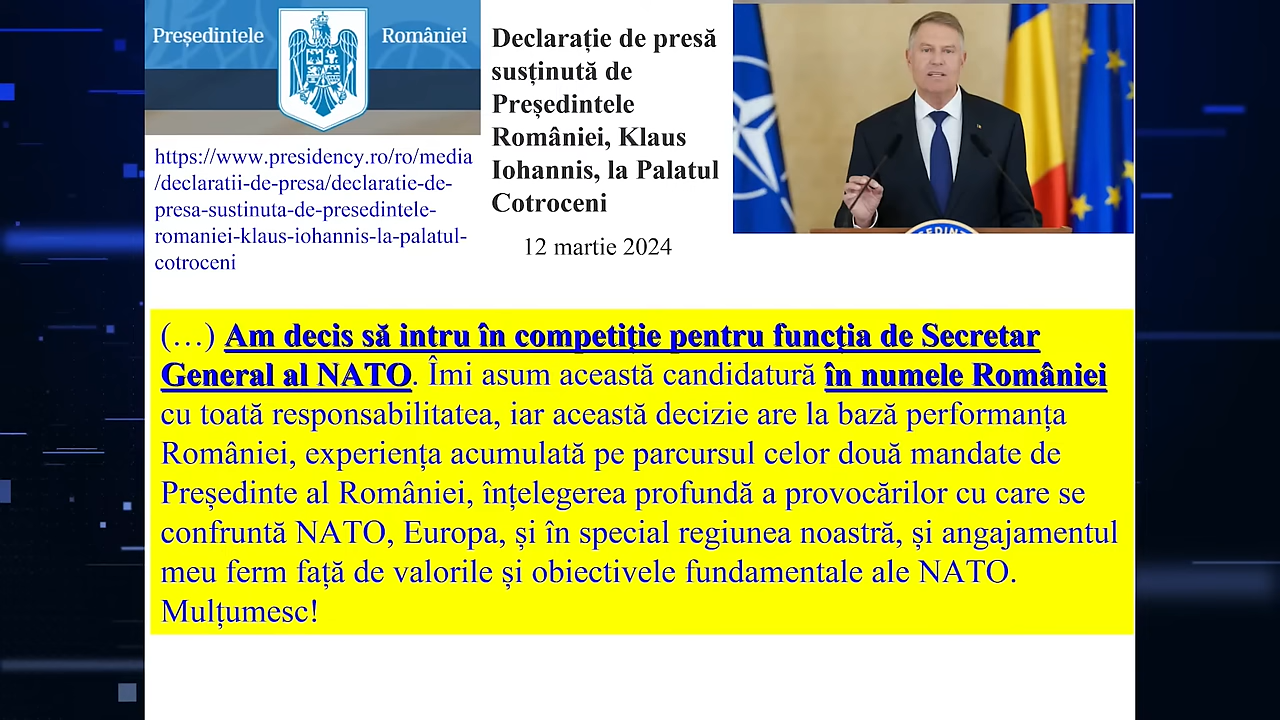 Președintele României
https://www.presidency.ro/ro/media
/declaratii-de-presa/declaratie-de-
presa-sustinuta-de-presedintele-
romaniei-klaus-iohannis-la-palatul-
cotroceni
Declarație de presă
susținută de
Președintele
României, Klaus
Iohannis, la Palatul
Cotroceni
12 martie 2024
(…) Am decis să intru în competiție pentru funcția de Secretar
General al NATO. Îmi asum această candidatură în numele României
cu toată responsabilitatea, iar această decizie are la bază performanța
României, experiența acumulată pe parcursul celor două mandate de
Președinte al României, înțelegerea profundă a provocărilor cu care se
confruntă NATO, Europa, și în special regiunea noastră, și angajamentul
meu ferm față de valorile și obiectivele fundamentale ale NATO.
Mulțumesc!